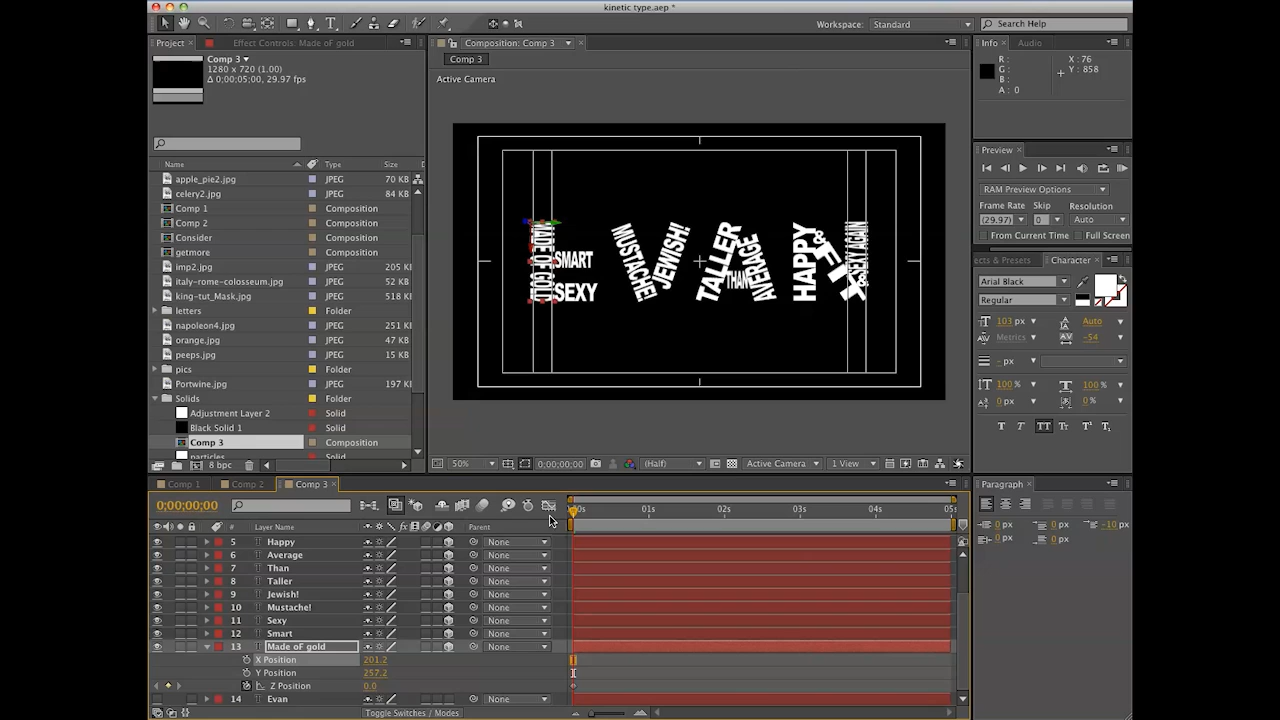 kinetic type.aep *
Workspace: Standard
Search Help
Project
Effect Controls: Made of gold
Composition: Comp 3
Info
Audio
Comp 3
1280 x 720 (1.00)
Δ 0;00;05;00, 29.97 fps
Comp 3
Active Camera
R :
G :
B :
A : 0
X : 76
Y : 858
Name
Type
Size
apple_pie2.jpg JPEG 70 KB
celery2.jpg JPEG 84 KB
Comp 1 Composition
Comp 2 Composition
Consider Composition
getmore Composition
imp2.jpg JPEG 205 K
italy-rome-colosseum.jpg JPEG 52 K
king-tut_Mask.jpg JPEG 518 K
letters Folder
napoleon4.jpg JPEG 251 K
orange.jpg JPEG 47 K
peeps.jpg JPEG 15 K
pics Folder
Portwine.jpg JPEG 197 K
Solids Folder
Adjustment Layer 2 Solid
Black Solid 1 Solid
Comp 3 Composition
particles Solid
8 bpc
MADE OF GOLD
SMART
SEXY
MUSTACHE!
JEWISH!
TALLER
THAN
AVERAGE
HAPPY
SEXY AGAIN
50%
0;00;00;00
(Half)
Active Camera
1 View
Preview
RAM Preview Options
Frame Rate Skip Resolution
(29.97) 0 Auto
From Current Time Full Screen
cts & Presets
Character
Arial Black
Regular
103 px Auto
Metrics -54
- px
100% 100%
0 px 0 %
T T TT Tr T¹ T₁
Comp 1
Comp 2
Comp 3
Paragraph
0;00;00;00
# Layer Name Parent
01s 02s 03s 04s 05s
0 px 0 px -10 px
0 px 0 px
5 T Happy None
6 T Average None
7 T Than None
8 T Taller None
9 T Jewish! None
10 T Mustache! None
11 T Sexy None
12 T Smart None
13 T Made oF gold None
X Position 201.2
Y Position 257.2
Z Position 0.0
14 T Evan None
Toggle Switches / Modes